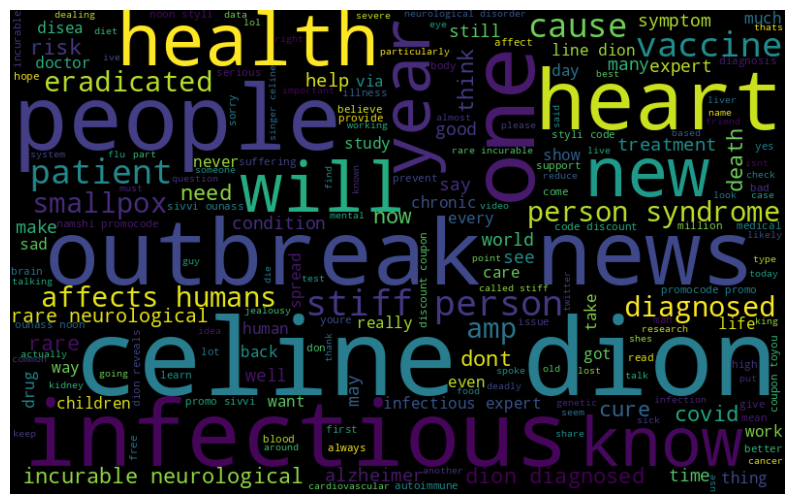 dealing noon styli data lol severe neurological disorder
incurable disea diet ive right particularly eye affect diagnosis thats
health year still cause symptom much
risk doctor line dion vaccine
hope eradicated help via think body many expert
serious important illness day best liver name
people sorry believe provide working almost said
one heart
singer celine good please styli code based friend
system flu part never study rare incurable show treatment death yes
patient someone suffering known support live isnt
must question find prevent say come reduce look case check bad
will need new
smallpox sivvi ounass mental chronic video person syndrome
make namshi promocode condition now every code discount million medical
sad guy world see point likely
outbreak news
brain talking die care type today
affects humans spread test discount coupon called stiff promocode promo
stiff person twitter diagnosed
rare neurological jealousy youre take
ounass noon human idea really amp issue research life king
actually thank shes
rare common way going lot back don dont got read man lost
celine dion
kidney dion reveals spoke old talk high put coupon toyou
drug learn well may even food deadly genetic infection
children promo sivvi want infectious expert cure seem covid sick give mean
infectious know
keep free blood around first always share work better cancer
incurable neurological alzheimer another dion diagnosed time use thing
cardiovascular autoimmune